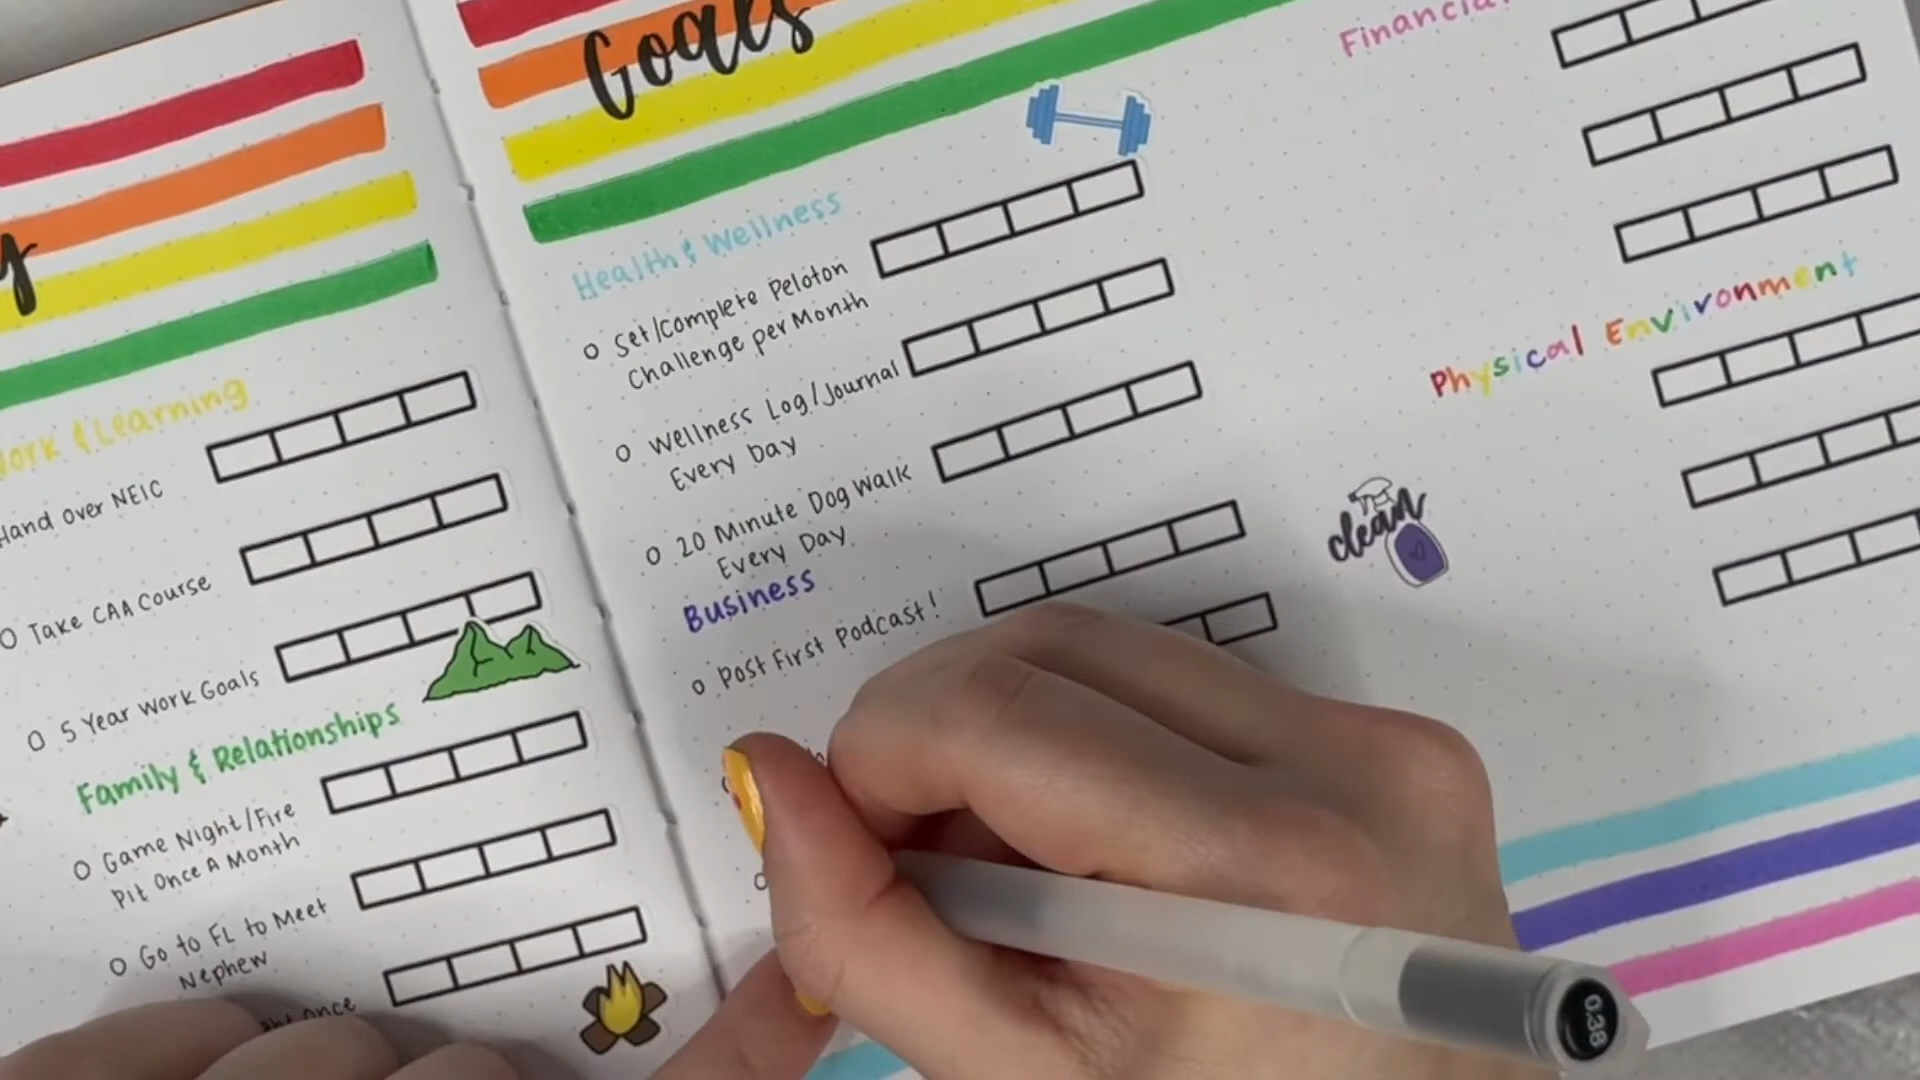 Goals
y
Work & Learning
Hand over NEIC
Take CAA Course
5 Year Work Goals
Family & Relationships
Game Night/Fire
Pit Once A Month
Go to FL to Meet
Nephew
Once
Health & Wellness
Set/Complete Peloton
Challenge per Month
Wellness Log/Journal
Every Day
20 Minute Dog Walk
Every Day
Business
Post First Podcast!
Financial
Physical Environment
clean
0.38